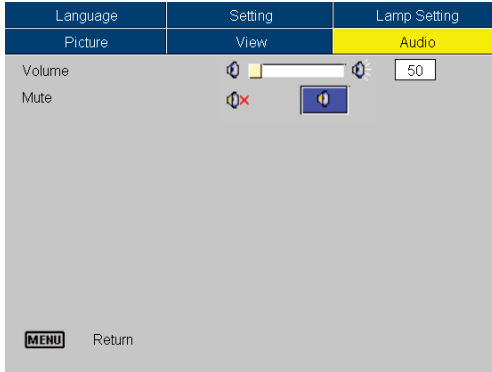 Language Setting Lamp Setting
Picture View Audio
Volume 50
Mute
MENU Return